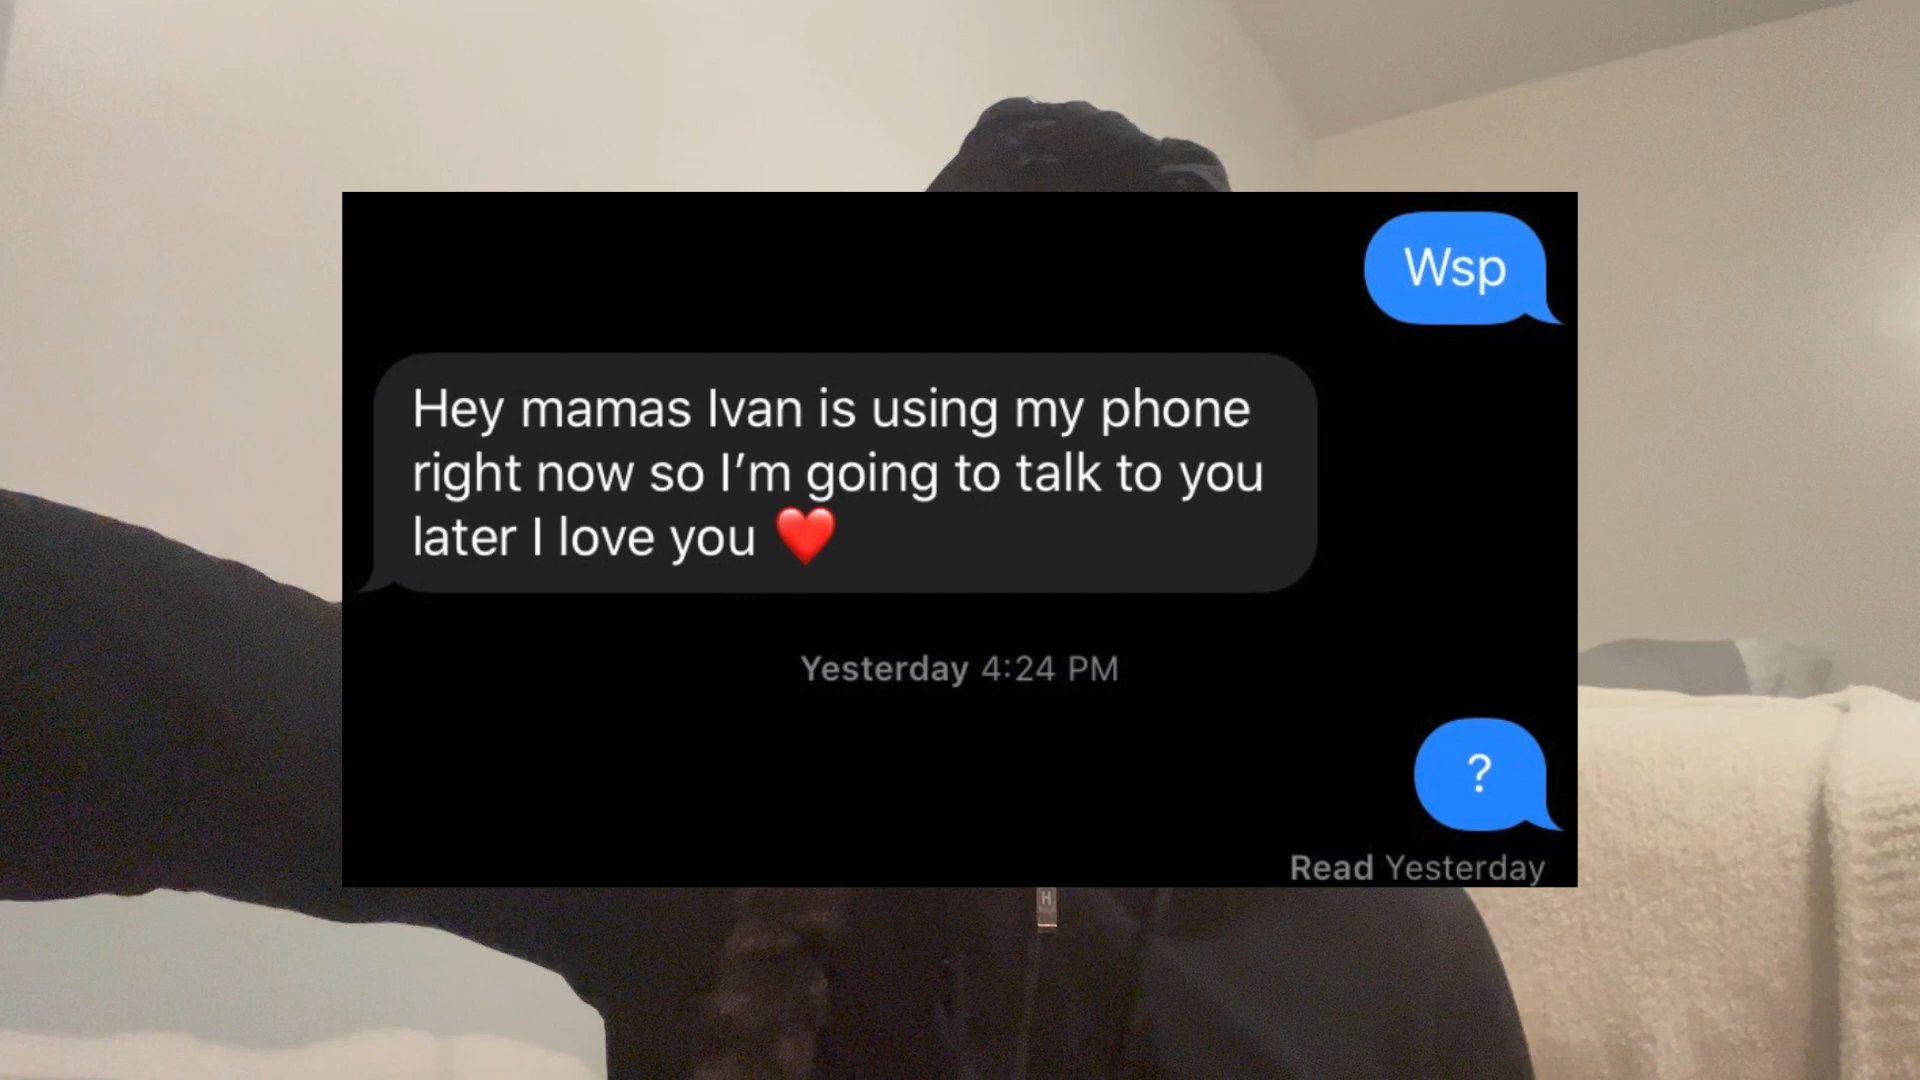 Wsp
Hey mamas Ivan is using my phone
right now so I’m going to talk to you
later I love you ❤️
Yesterday 4:24 PM
?
Read Yesterday
H